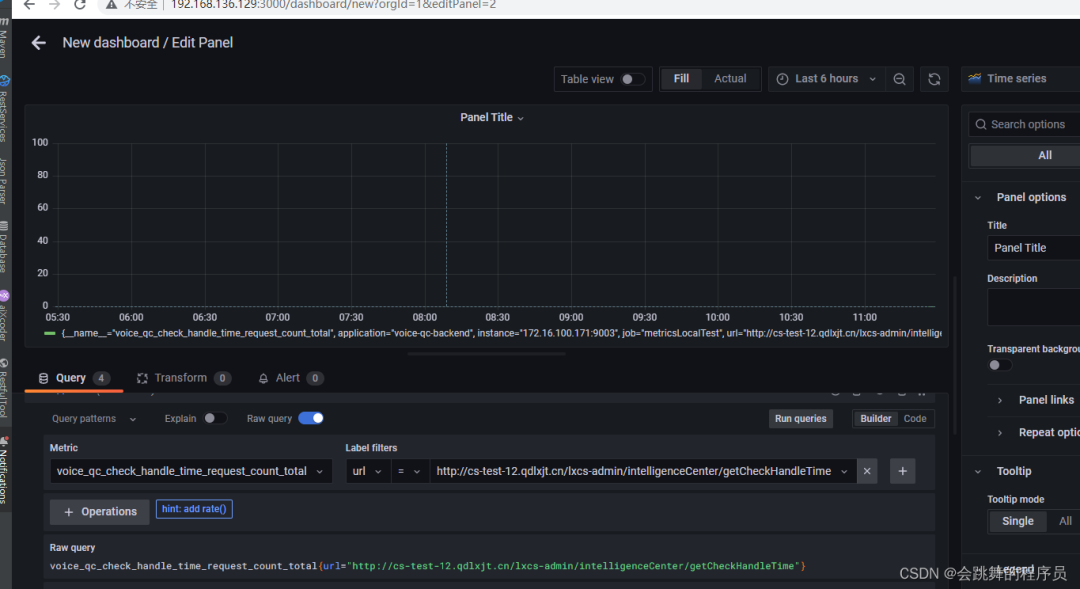 不安全 | 192.168.136.129:3000/dashboard/new?orgId=1&editPanel=2
New dashboard / Edit Panel
Table view Fill Actual Last 6 hours Time series
Panel Title
Search options
All
100
80
60
40
20
0
05:30 06:00 06:30 07:00 07:30 08:00 08:30 09:00 09:30 10:00 10:30 11:00
{__name__="voice_qc_check_handle_time_request_count_total", application="voice-qc-backend", instance="172.16.100.171:9003", job="metricsLocalTest", url="http://cs-test-12.qdlxjt.cn/lxcs-admin/intellige
Panel options
Title
Panel Title
Description
Transparent backgrou
Panel links
Repeat optio
Tooltip
Tooltip mode
Single All
Legend
Query 4 Transform 0 Alert 0
Query patterns Explain Raw query Run queries Builder Code
Metric Label filters
voice_qc_check_handle_time_request_count_total url = http://cs-test-12.qdlxjt.cn/lxcs-admin/intelligenceCenter/getCheckHandleTime × +
+ Operations hint: add rate()
Raw query
voice_qc_check_handle_time_request_count_total{url="http://cs-test-12.qdlxjt.cn/lxcs-admin/intelligenceCenter/getCheckHandleTime"}
Maven
RestServices
Json Parser
Database
aiXcoder
RestfulTool
Notifications
CSDN @会跳舞的程序员